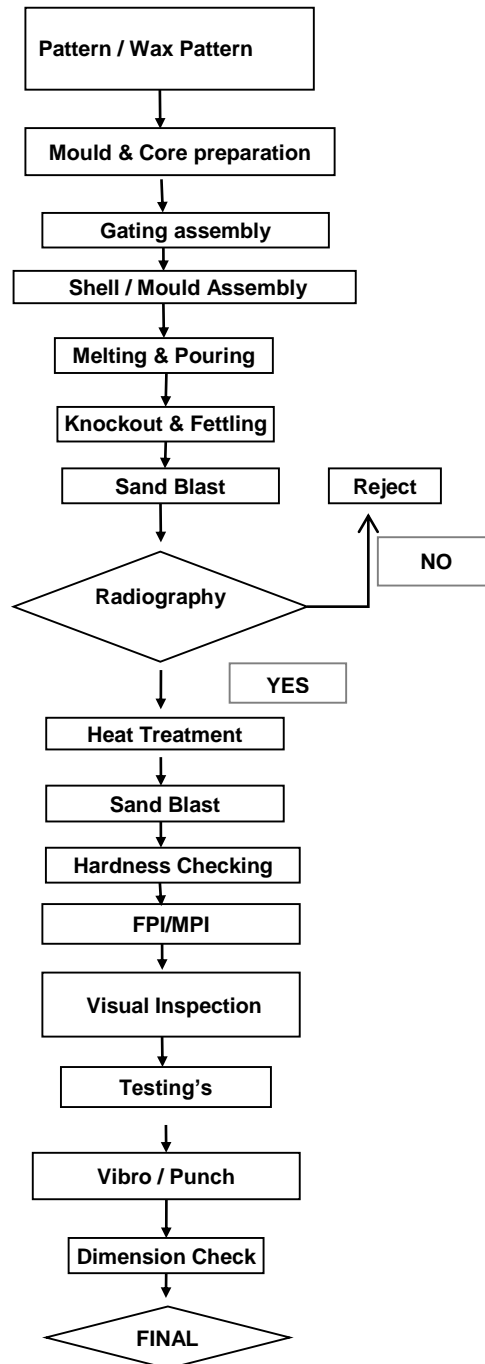 Pattern / Wax Pattern
Mould & Core preparation
Gating assembly
Shell / Mould Assembly
Melting & Pouring
Knockout & Fettling
Sand Blast
Reject
NO
Radiography
YES
Heat Treatment
Sand Blast
Hardness Checking
FPI/MPI
Visual Inspection
Testing’s
Vibro / Punch
Dimension Check
FINAL